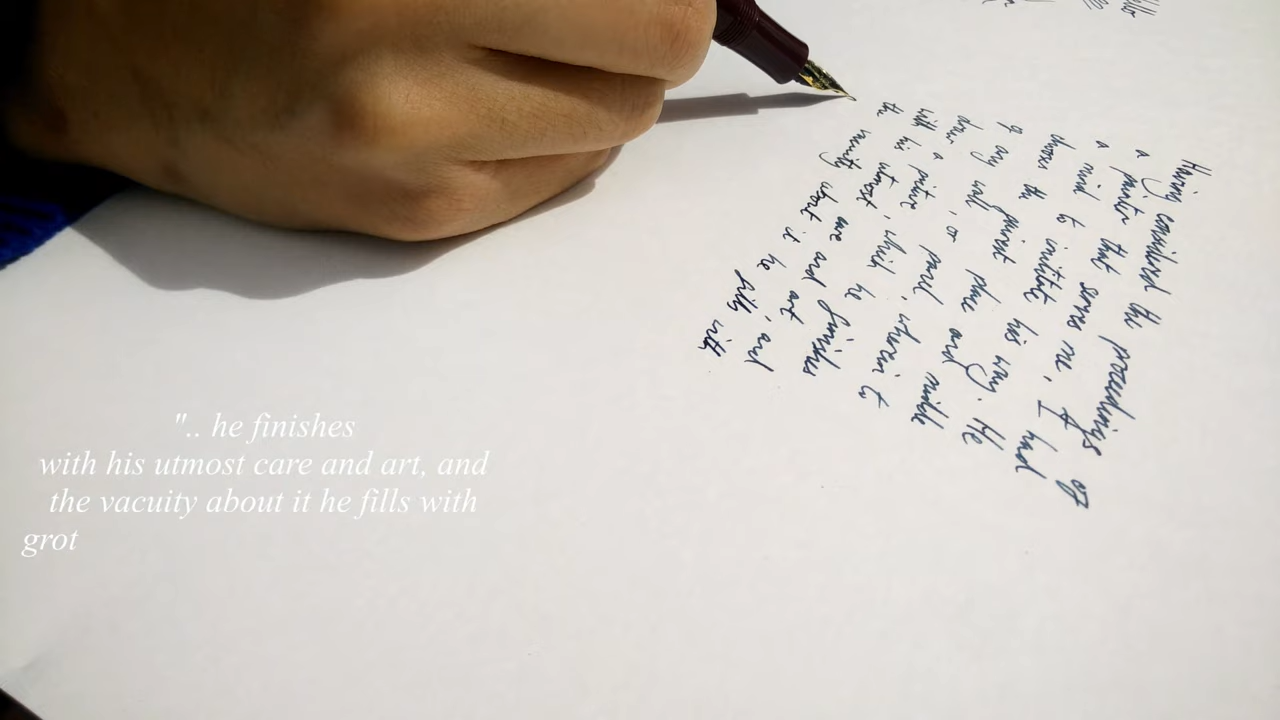 Having considered the proceedings of
a painter that serves me, I had
a mind to imitate his way. He
chooses the fairest place and middle
of any wall, or panel, wherein to
draw a picture, which he finishes
with his utmost care and art, and
the vacuity about it he fills with
".. he finishes
with his utmost care and art, and
the vacuity about it he fills with
grot